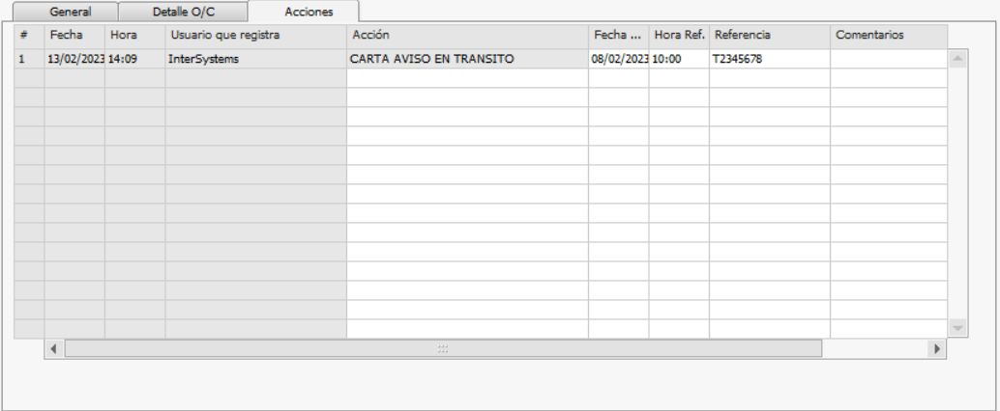 General Detalle O/C Acciones
# Fecha Hora Usuario que registra Acción Fecha ... Hora Ref. Referencia Comentarios
1 13/02/2023 14:09 InterSystems CARTA AVISO EN TRANSITO 08/02/2023 10:00 T2345678